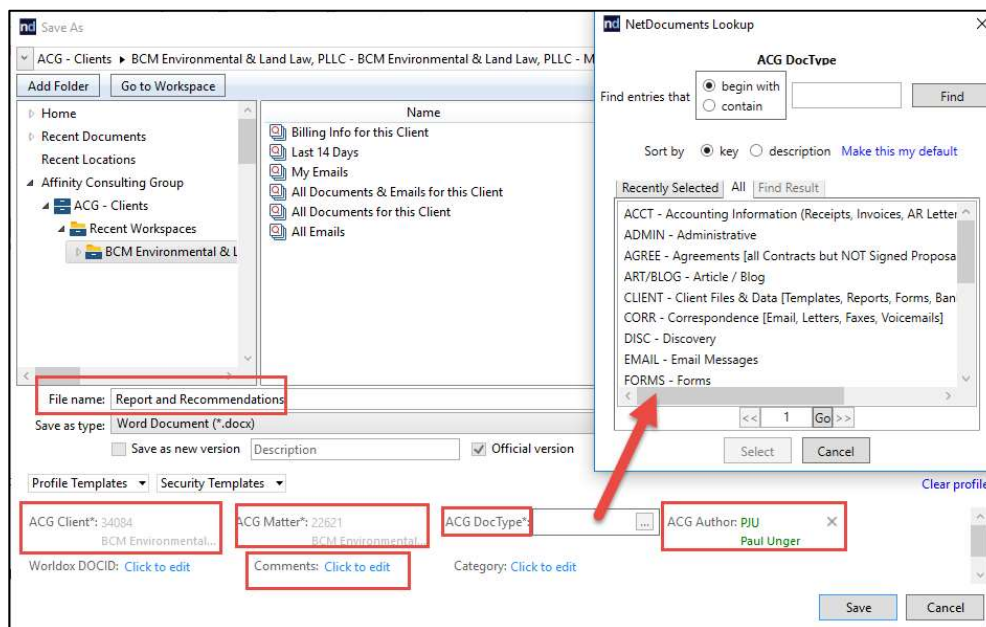 nd Save As
ACG - Clients ▸ BCM Environmental & Land Law, PLLC - BCM Environmental & Land Law, PLLC - M
Add Folder Go to Workspace
Home
Recent Documents
Recent Locations
Affinity Consulting Group
ACG - Clients
Recent Workspaces
BCM Environmental & L
Name
Billing Info for this Client
Last 14 Days
My Emails
All Documents & Emails for this Client
All Documents for this Client
All Emails
File name: Report and Recommendations
Save as type: Word Document (*.docx)
Save as new version Description Official version
Profile Templates Security Templates
Clear profile
ACG Client*: 34084
BCM Environmental...
ACG Matter*: 22621
BCM Environmental...
ACG DocType*: ...
ACG Author: PJU
Paul Unger
Worldox DOCID: Click to edit Comments: Click to edit Category: Click to edit
Save Cancel
nd NetDocuments Lookup
ACG DocType
Find entries that begin with
contain
Find
Sort by key description Make this my default
Recently Selected All Find Result
ACCT - Accounting Information (Receipts, Invoices, AR Letter
ADMIN - Administrative
AGREE - Agreements [all Contracts but NOT Signed Proposa
ART/BLOG - Article / Blog
CLIENT - Client Files & Data [Templates, Reports, Forms, Ban
CORR - Correspondence [Email, Letters, Faxes, Voicemails]
DISC - Discovery
EMAIL - Email Messages
FORMS - Forms
<< 1 Go >>
Select Cancel